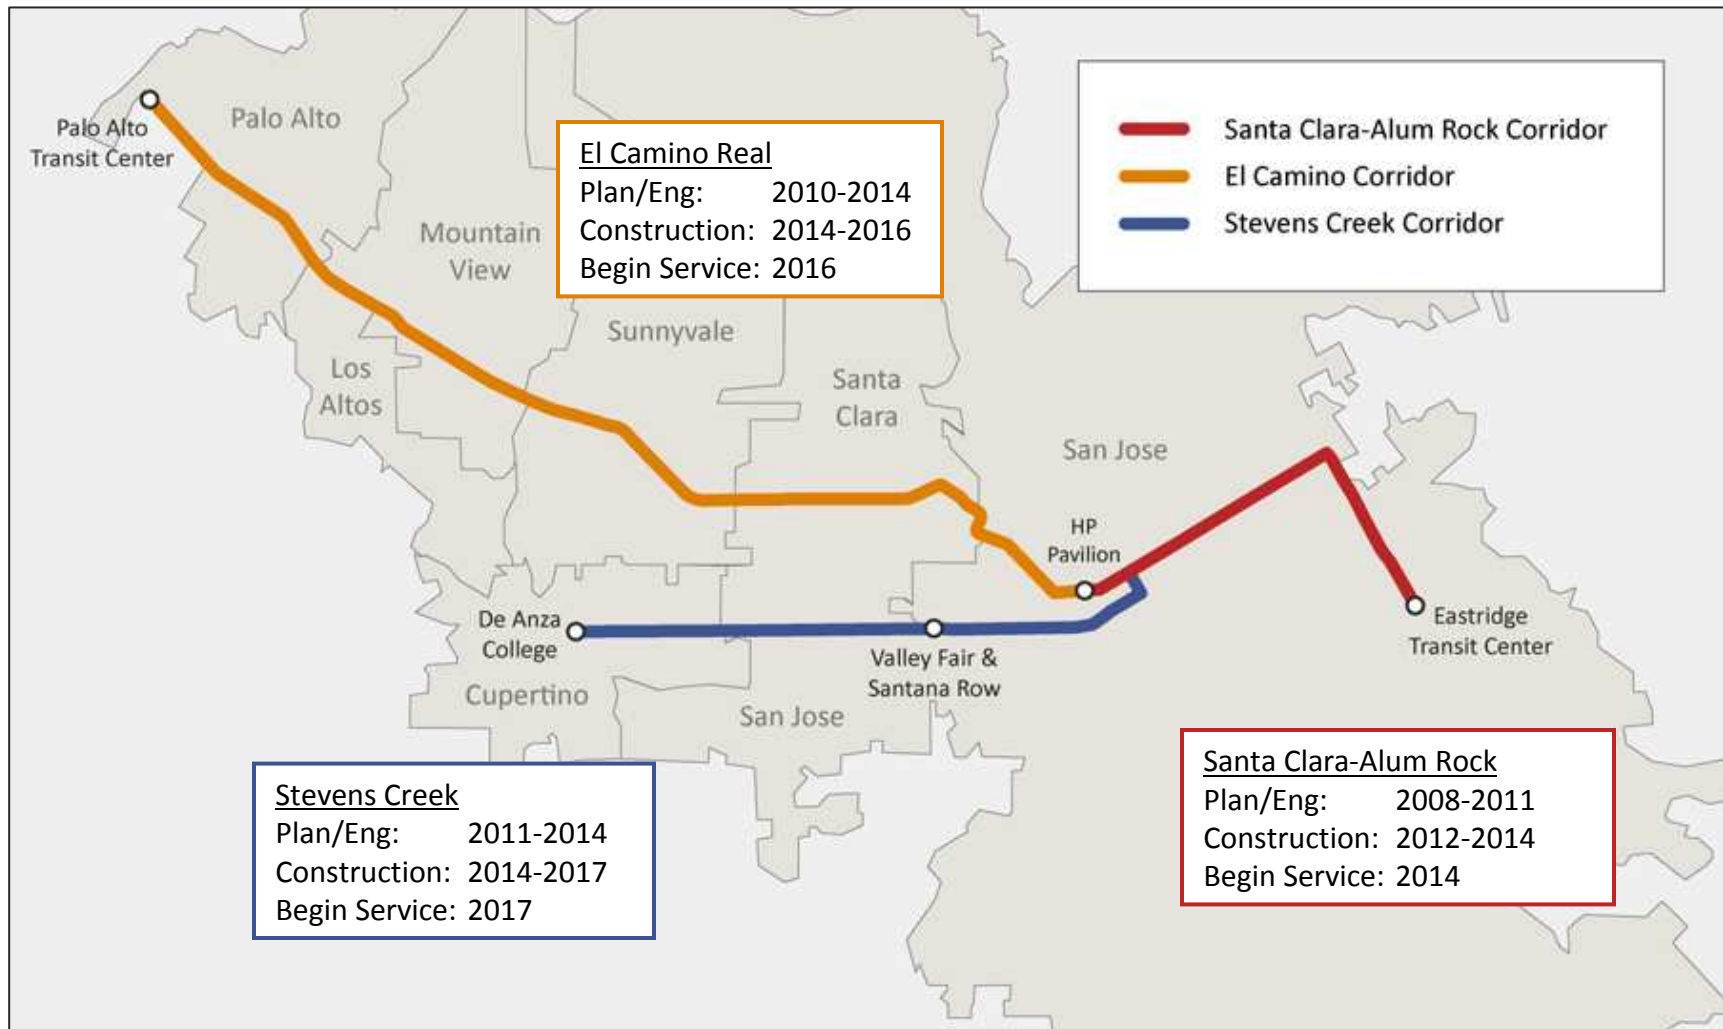 Palo Alto
Transit Center
Palo Alto
Mountain
View
El Camino Real
Plan/Eng: 2010-2014
Construction: 2014-2016
Begin Service: 2016
Santa Clara-Alum Rock Corridor
El Camino Corridor
Stevens Creek Corridor
Los
Altos
Sunnyvale
Santa
Clara
San Jose
HP
Pavilion
De Anza
College
Cupertino
Valley Fair &
Santana Row
San Jose
Eastridge
Transit Center
Stevens Creek
Plan/Eng: 2011-2014
Construction: 2014-2017
Begin Service: 2017
Santa Clara-Alum Rock
Plan/Eng: 2008-2011
Construction: 2012-2014
Begin Service: 2014